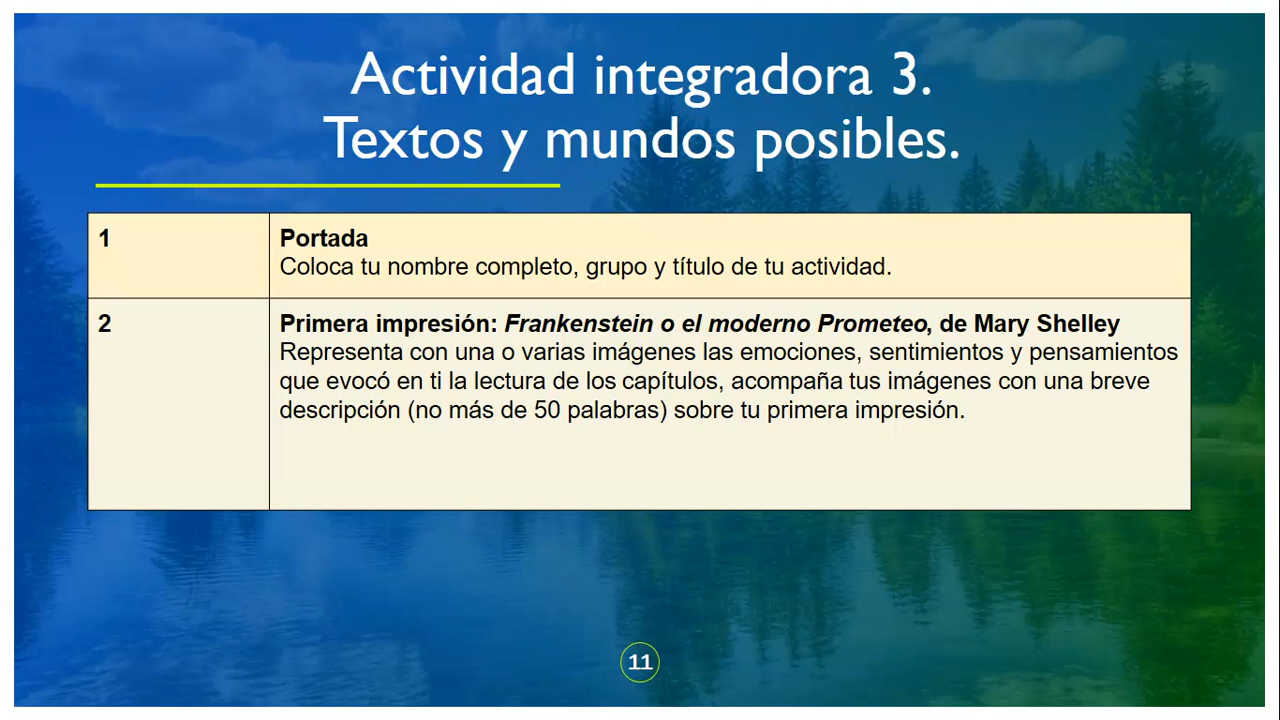 Actividad integradora 3.
Textos y mundos posibles.
1
Portada
Coloca tu nombre completo, grupo y título de tu actividad.
2
Primera impresión: Frankenstein o el moderno Prometeo, de Mary Shelley
Representa con una o varias imágenes las emociones, sentimientos y pensamientos
que evocó en ti la lectura de los capítulos, acompaña tus imágenes con una breve
descripción (no más de 50 palabras) sobre tu primera impresión.
11